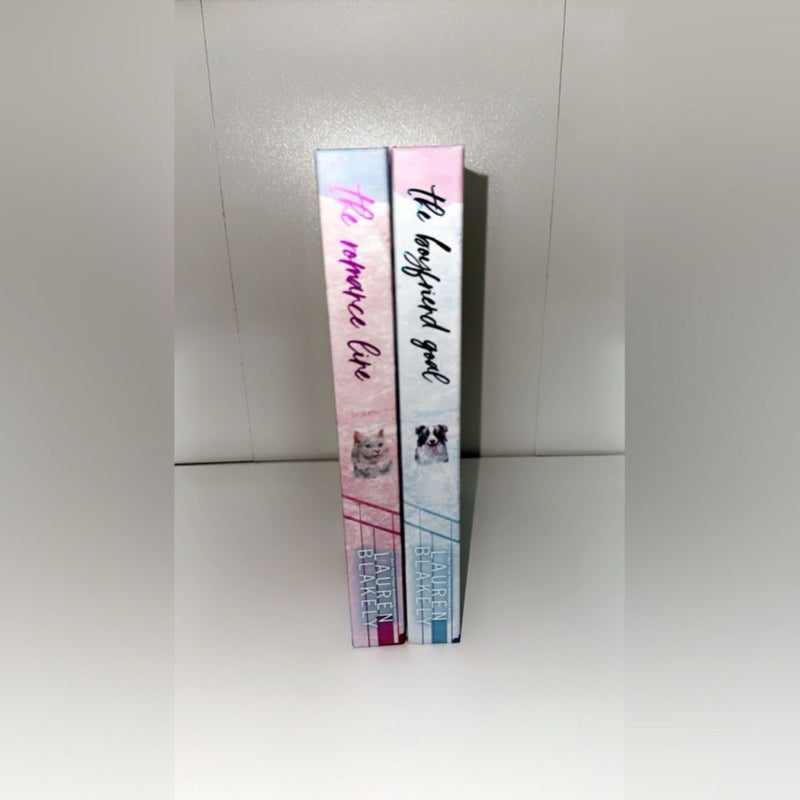 the romance line
LAUREN
BLAKELY
the boyfriend goal
LAUREN
BLAKELY